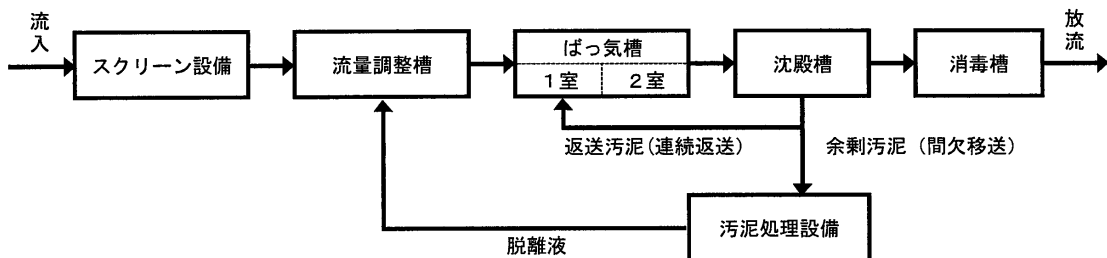 流入
スクリーン設備
流量調整槽
ばっ気槽
１室
２室
沈殿槽
消毒槽
放流
返送汚泥(連続返送)
余剰汚泥（間欠移送)
汚泥処理設備
脱離液